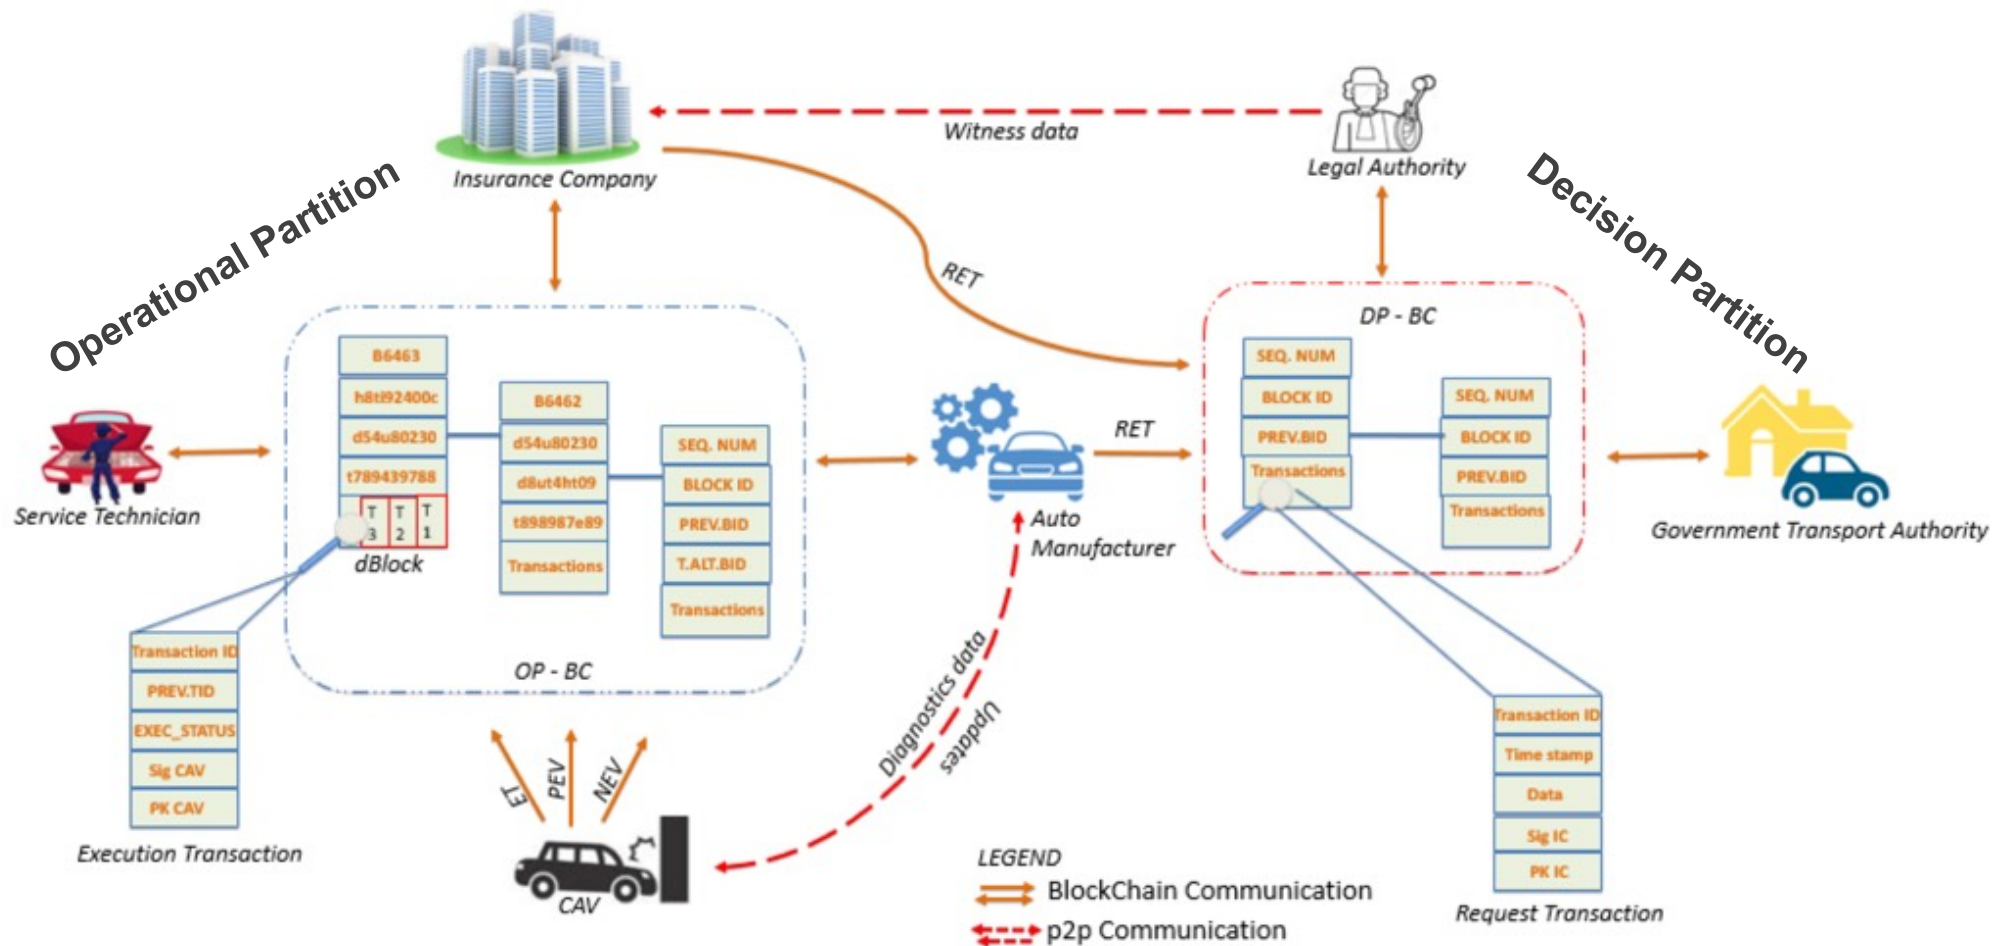 Operational Partition
Decision Partition
Insurance Company
Witness data
Legal Authority
RET
Service Technician
B6463
h8ti92400c
d54u80230
t789439788
T 3
T 2
T 1
dBlock
B6462
d54u80230
d8ut4ht09
t898987e89
Transactions
SEQ. NUM
BLOCK ID
PREV.BID
T.ALT.BID
Transactions
OP - BC
Auto
Manufacturer
RET
DP - BC
SEQ. NUM
BLOCK ID
PREV.BID
Transactions
SEQ. NUM
BLOCK ID
PREV.BID
Transactions
Government Transport Authority
Transaction ID
PREV.TID
EXEC_STATUS
Sig CAV
PK CAV
Execution Transaction
ET
PEV
NEV
CAV
Diagnostics data
Updates
Transaction ID
Time stamp
Data
Sig IC
PK IC
Request Transaction
LEGEND
BlockChain Communication
p2p Communication